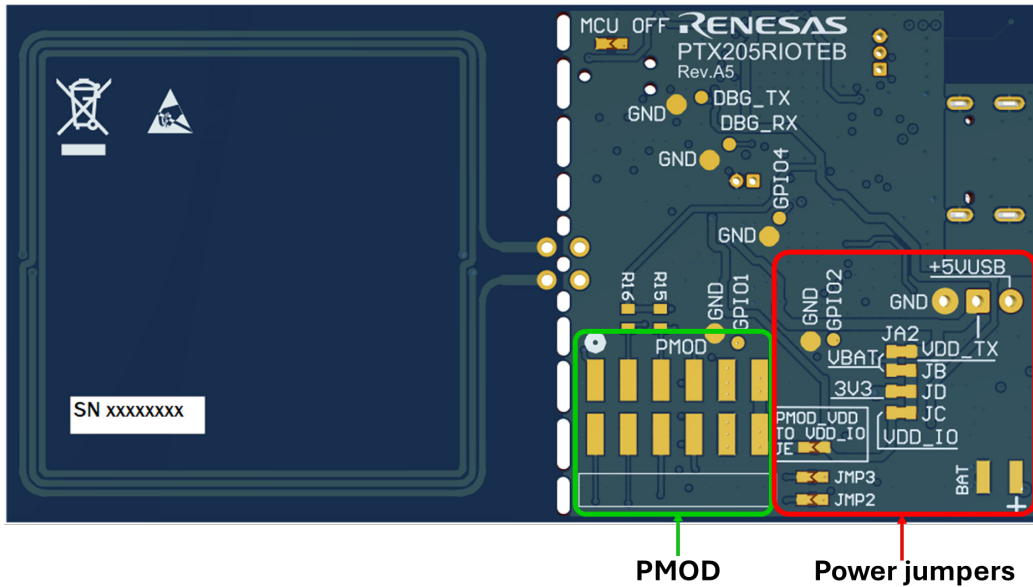 MCU OFF RENESAS
PTX205RIOTEB
Rev.A5
DBG_TX
GND
DBG_RX
GND
GPIO4
GND
+5VUSB
R16
R15
GND
GPIO1
GND
GPIO2
GND
JA2
PMOD
VDD_TX
VBAT
JB
3V3
JD
JC
VDD_IO
PMOD_VDD
TO VDD_IO
JE
SN xxxxxxxx
BAT
JMP3
JMP2
+
PMOD
Power jumpers